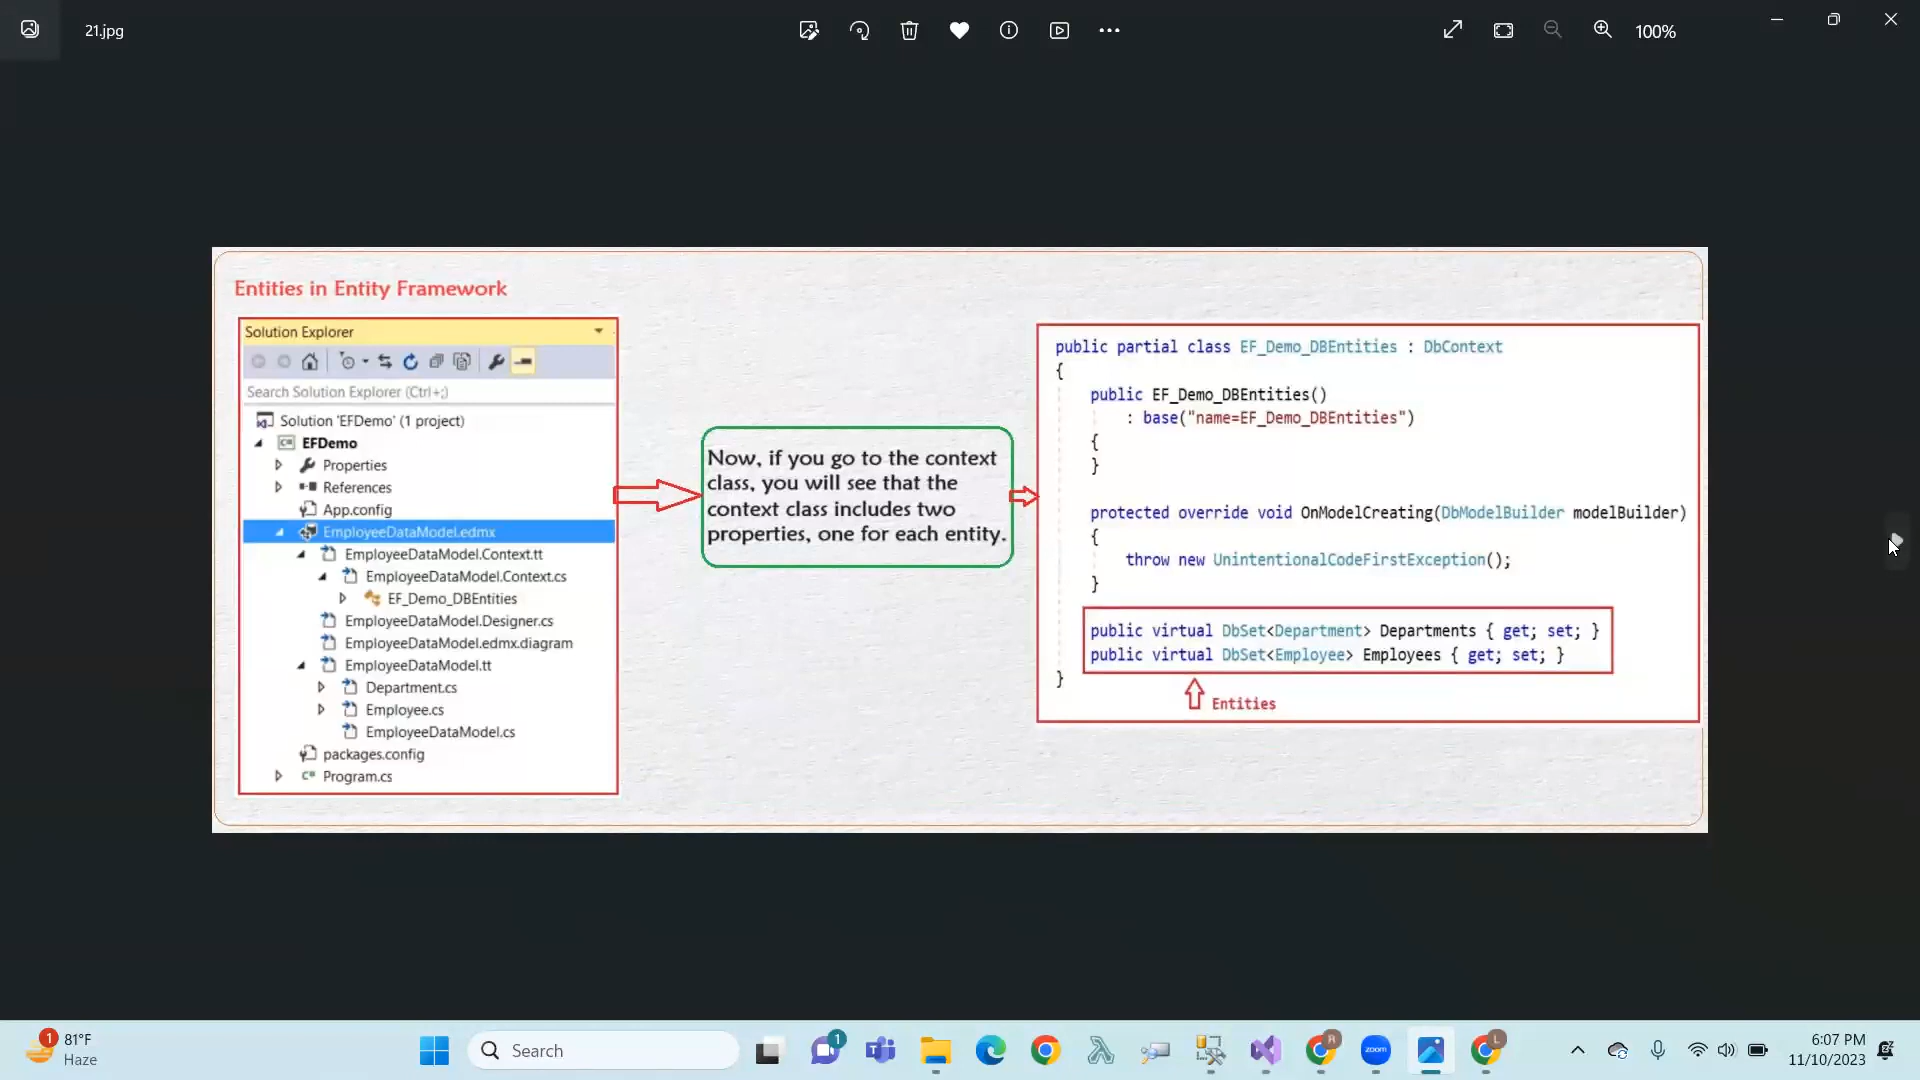 21.jpg
100%
Entities in Entity Framework
Solution Explorer
Search Solution Explorer (Ctrl+;)
Solution 'EFDemo' (1 project)
EFDemo
Properties
References
App.config
EmployeeDataModel.edmx
EmployeeDataModel.Context.tt
EmployeeDataModel.Context.cs
EF_Demo_DBEntities
EmployeeDataModel.Designer.cs
EmployeeDataModel.edmx.diagram
EmployeeDataModel.tt
Department.cs
Employee.cs
EmployeeDataModel.cs
packages.config
C# Program.cs
Now, if you go to the context
class, you will see that the
context class includes two
properties, one for each entity.
public partial class EF_Demo_DBEntities : DbContext
{
public EF_Demo_DBEntities()
: base("name=EF_Demo_DBEntities")
{
}
protected override void OnModelCreating(DbModelBuilder modelBuilder)
{
throw new UnintentionalCodeFirstException();
}
public virtual DbSet<Department> Departments { get; set; }
public virtual DbSet<Employee> Employees { get; set; }
}
Entities
1
81°F
Haze
Search
1
R
zoom
L
6:07 PM
11/10/2023